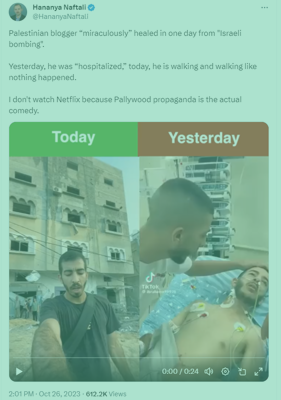 Hananya Naftali
@HananyaNaftali
Palestinian blogger “miraculously” healed in one day from "Israeli
bombing".
Yesterday, he was “hospitalized,” today, he is walking and walking like
nothing happened.
I don't watch Netflix because Pallywood propaganda is the actual
comedy.
Today
Yesterday
0:00 / 0:24
2:01 PM · Oct 26, 2023 · 612.2K Views